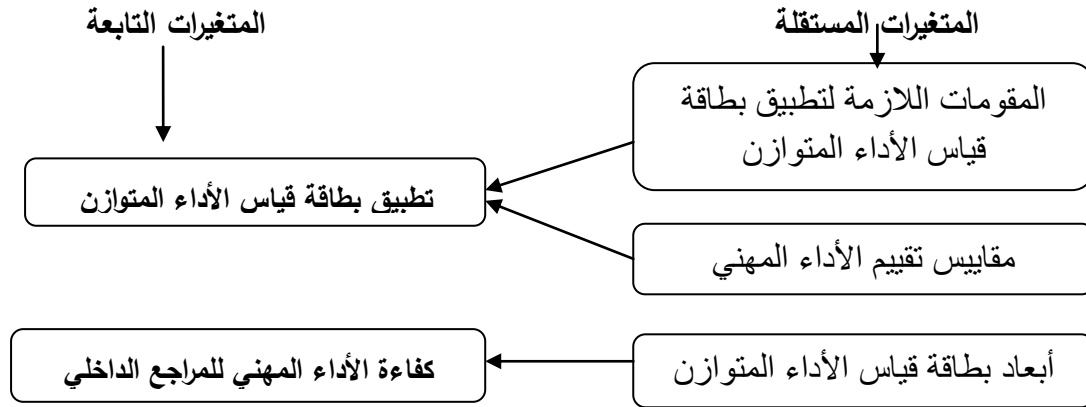 المتغيرات المستقلة
المتغيرات التابعة
المقومات اللازمة لتطبيق بطاقة
قياس الأداء المتوازن
تطبيق بطاقة قياس الأداء المتوازن
مقاييس تقييم الأداء المهني
أبعاد بطاقة قياس الأداء المتوازن
كفاءة الأداء المهني للمراجع الداخلي